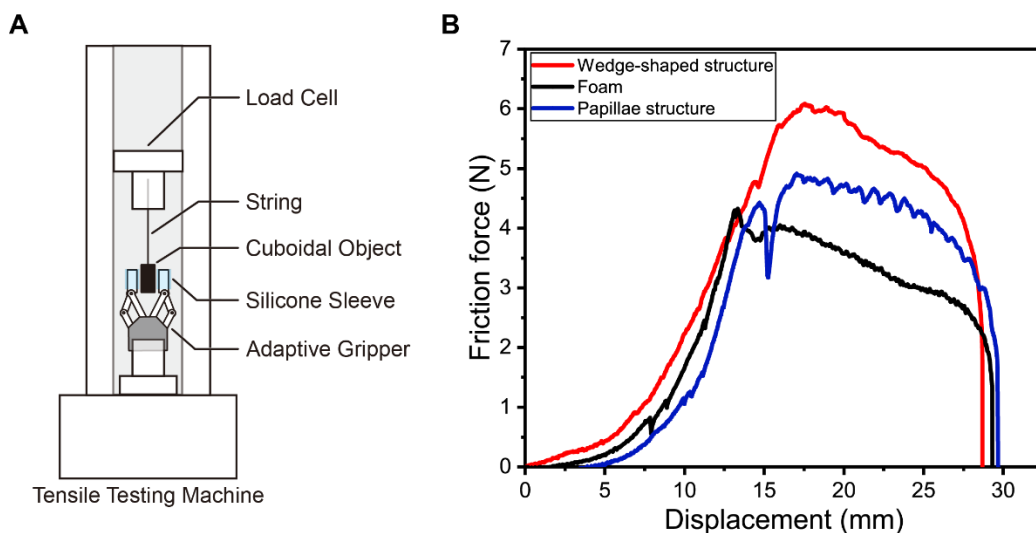 A
Load Cell
String
Cuboidal Object
Silicone Sleeve
Adaptive Gripper
Tensile Testing Machine
B
Wedge-shaped structure
Foam
Papillae structure
Friction force (N)
7
6
5
4
3
2
1
0
0 5 10 15 20 25 30
Displacement (mm)